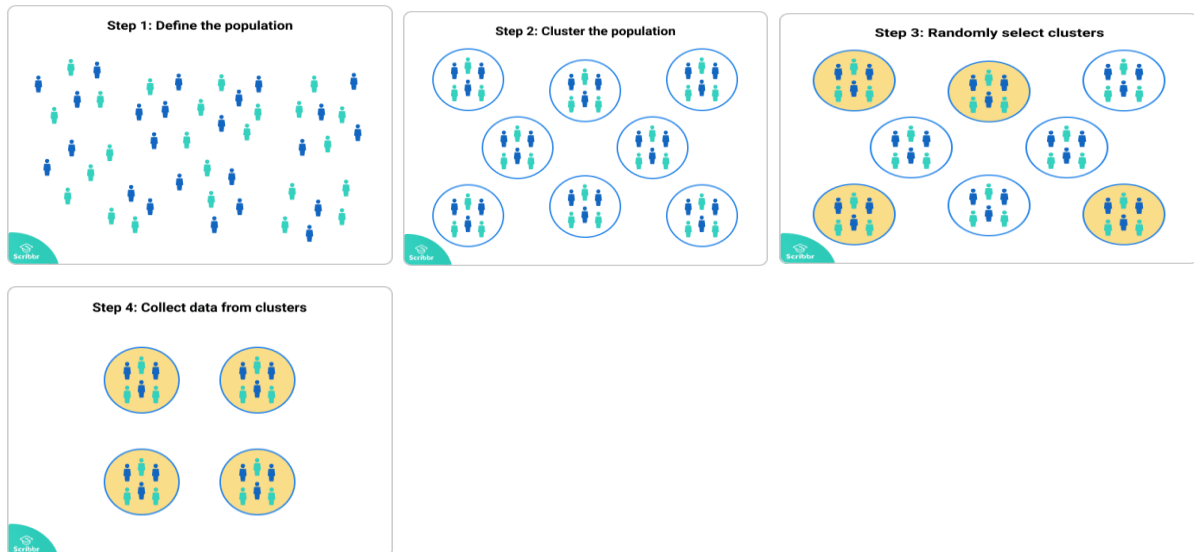 Step 1: Define the population
Scribbr
Step 2: Cluster the population
Scribbr
Step 3: Randomly select clusters
Scribbr
Step 4: Collect data from clusters
Scribbr